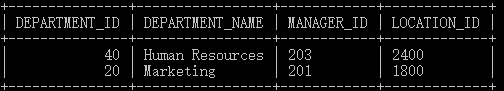 | DEPARTMENT_ID | DEPARTMENT_NAME | MANAGER_ID | LOCATION_ID |
| 40 | Human Resources | 203 | 2400 |
| 20 | Marketing | 201 | 1800 |